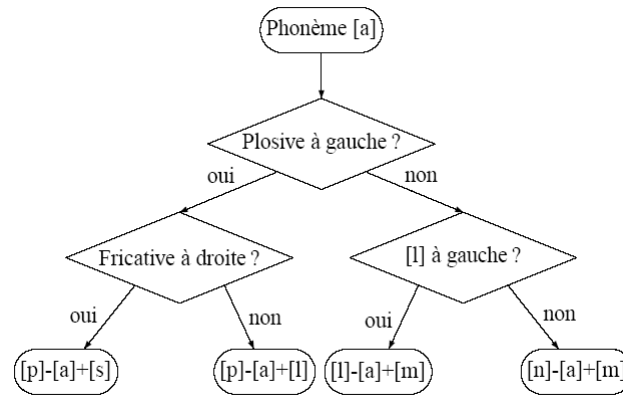 Phonème [a]
Plosive à gauche ?
oui
non
Fricative à droite ?
[l] à gauche ?
oui
non
oui
non
[p]-[a]+[s]
[p]-[a]+[l]
[l]-[a]+[m]
[n]-[a]+[m]